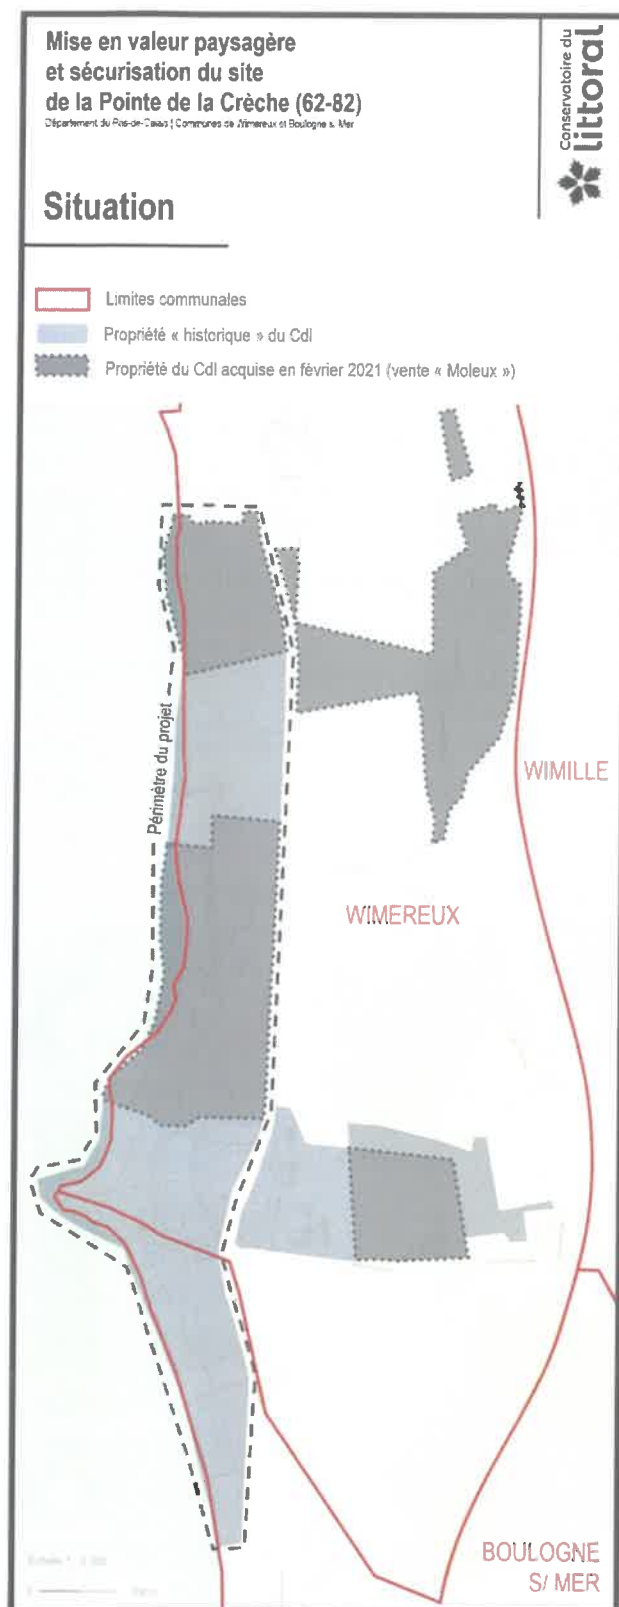 Mise en valeur paysagère
et sécurisation du site
de la Pointe de la Crèche (62-82)
Département du Pas-de-Calais | Communes de Wimereux et Boulogne s. Mer
Conservatoire du
littoral
Situation
Limites communales
Propriété « historique » du Cdl
Propriété du Cdl acquise en février 2021 (vente « Moleux »)
Périmètre du projet
WIMILLE
WIMEREUX
BOULOGNE
S/ MER